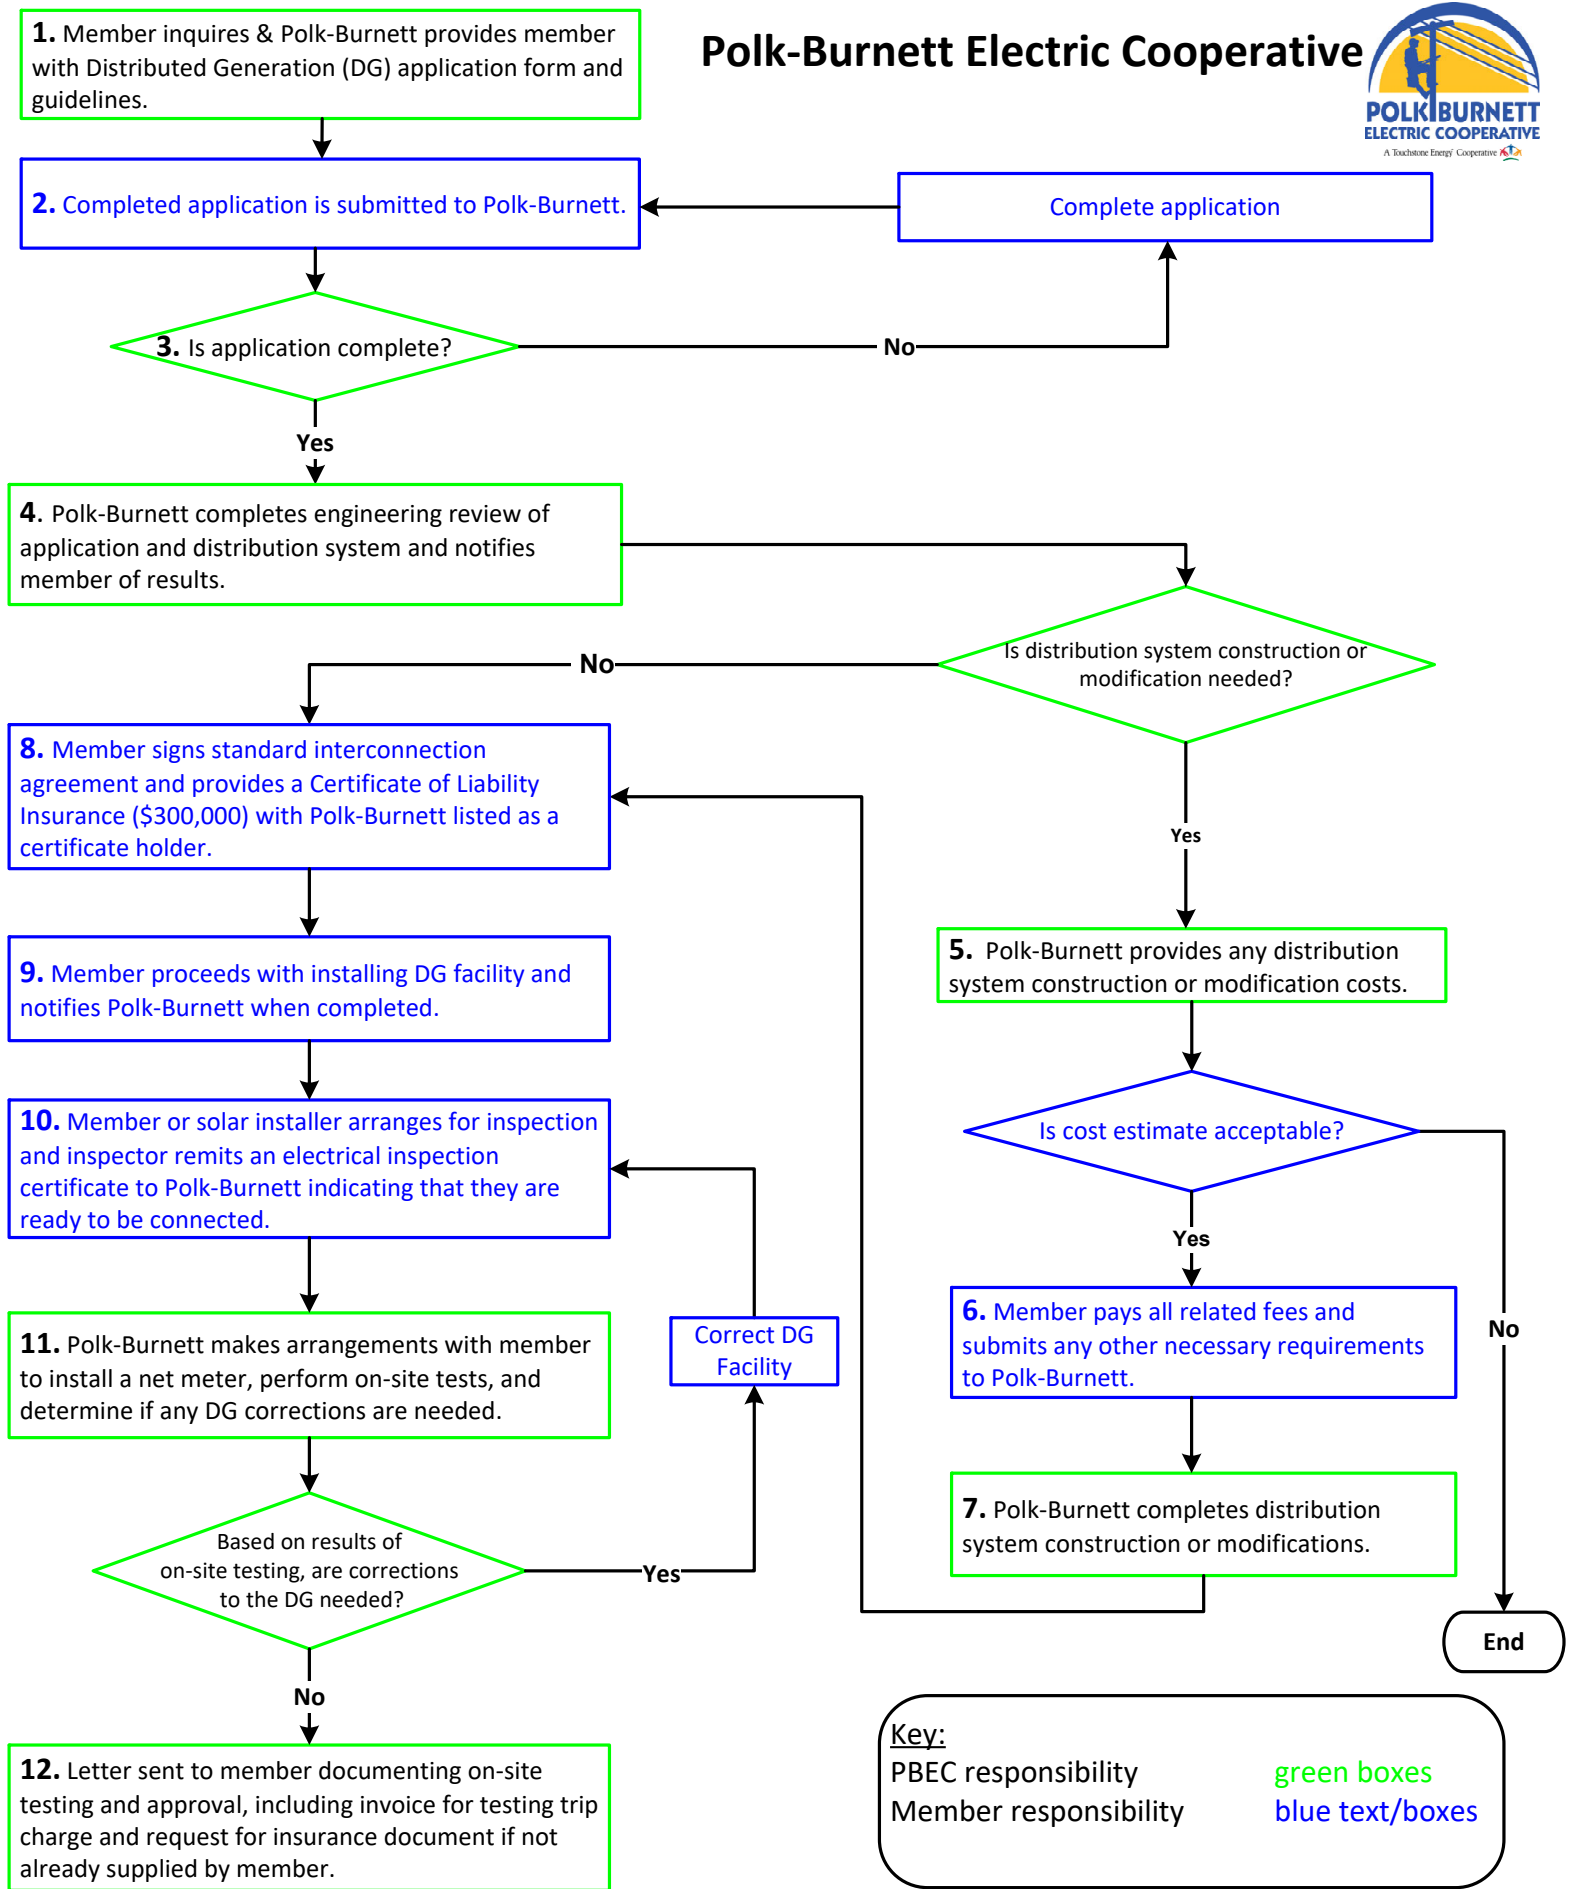 Polk-Burnett Electric Cooperative
POLK BURNETT
ELECTRIC COOPERATIVE
A Touchstone Energy® Cooperative
1. Member inquires & Polk-Burnett provides member
with Distributed Generation (DG) application form and
guidelines.
2. Completed application is submitted to Polk-Burnett.
Complete application
3. Is application complete?
No
Yes
4. Polk-Burnett completes engineering review of
application and distribution system and notifies
member of results.
Is distribution system construction or
modification needed?
No
Yes
8. Member signs standard interconnection
agreement and provides a Certificate of Liability
Insurance ($300,000) with Polk-Burnett listed as a
certificate holder.
5. Polk-Burnett provides any distribution
system construction or modification costs.
9. Member proceeds with installing DG facility and
notifies Polk-Burnett when completed.
Is cost estimate acceptable?
Yes
No
10. Member or solar installer arranges for inspection
and inspector remits an electrical inspection
certificate to Polk-Burnett indicating that they are
ready to be connected.
6. Member pays all related fees and
submits any other necessary requirements
to Polk-Burnett.
11. Polk-Burnett makes arrangements with member
to install a net meter, perform on-site tests, and
determine if any DG corrections are needed.
Correct DG
Facility
7. Polk-Burnett completes distribution
system construction or modifications.
Based on results of
on-site testing, are corrections
to the DG needed?
Yes
No
End
12. Letter sent to member documenting on-site
testing and approval, including invoice for testing trip
charge and request for insurance document if not
already supplied by member.
Key:
PBEC responsibility green boxes
Member responsibility blue text/boxes